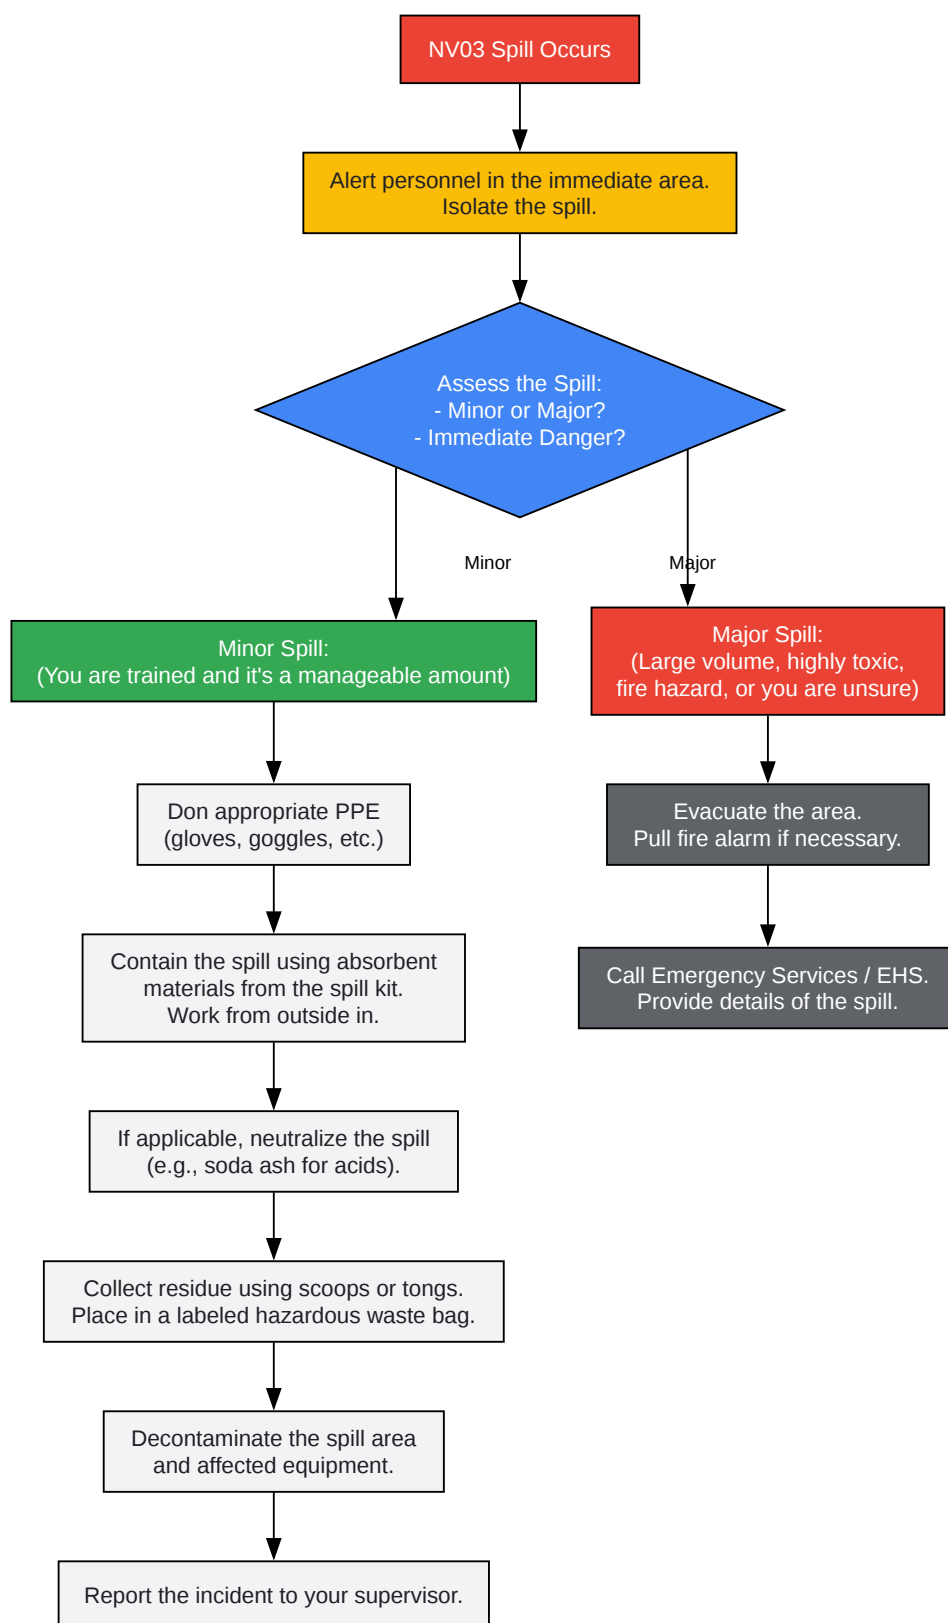 NV03 Spill Occurs
Alert personnel in the immediate area.
Isolate the spill.
Assess the Spill:
- Minor or Major?
- Immediate Danger?
Minor
Major
Minor Spill:
(You are trained and it's a manageable amount)
Major Spill:
(Large volume, highly toxic,
fire hazard, or you are unsure)
Don appropriate PPE
(gloves, goggles, etc.)
Evacuate the area.
Pull fire alarm if necessary.
Contain the spill using absorbent
materials from the spill kit.
Work from outside in.
Call Emergency Services / EHS.
Provide details of the spill.
If applicable, neutralize the spill
(e.g., soda ash for acids).
Collect residue using scoops or tongs.
Place in a labeled hazardous waste bag.
Decontaminate the spill area
and affected equipment.
Report the incident to your supervisor.